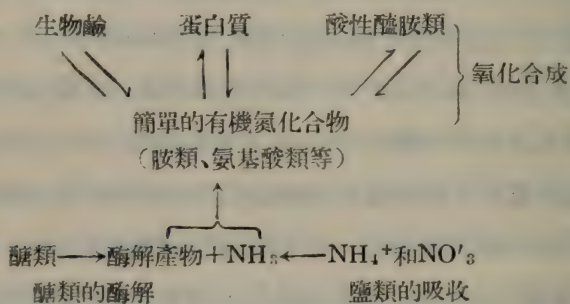 生物鹼 蛋白質 酸性醯胺類
氧化合成
簡單的有機氮化合物
（胺類、氨基酸類等）
醣類→酶解產物+NH₃←NH₄⁺和NO′₃
醣類的酶解 鹽類的吸收